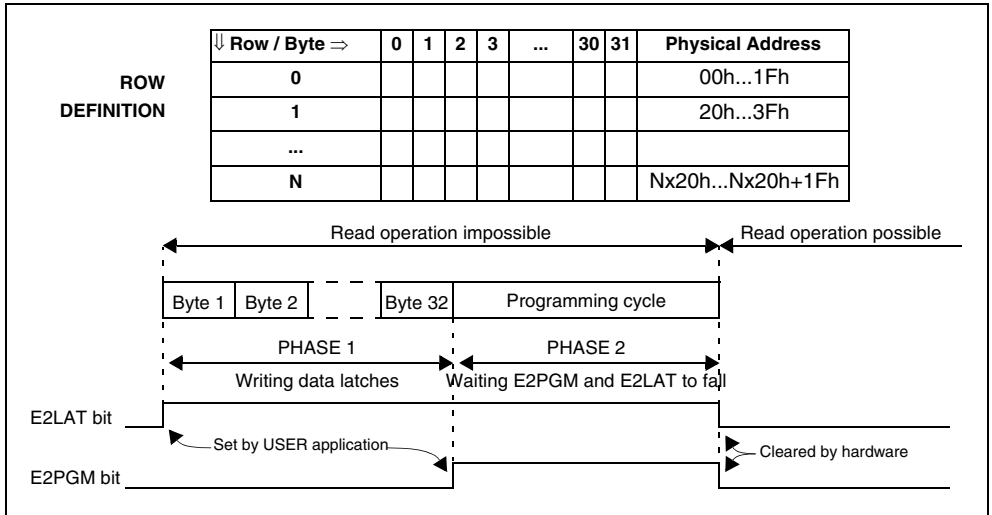 ⇓ Row / Byte ⇒ 0 1 2 3 ... 30 31 Physical Address
ROW
DEFINITION
0 00h...1Fh
1 20h...3Fh
...
N Nx20h...Nx20h+1Fh
Read operation impossible Read operation possible
Byte 1 Byte 2 Byte 32 Programming cycle
PHASE 1 PHASE 2
Writing data latches Waiting E2PGM and E2LAT to fall
E2LAT bit
Set by USER application Cleared by hardware
E2PGM bit